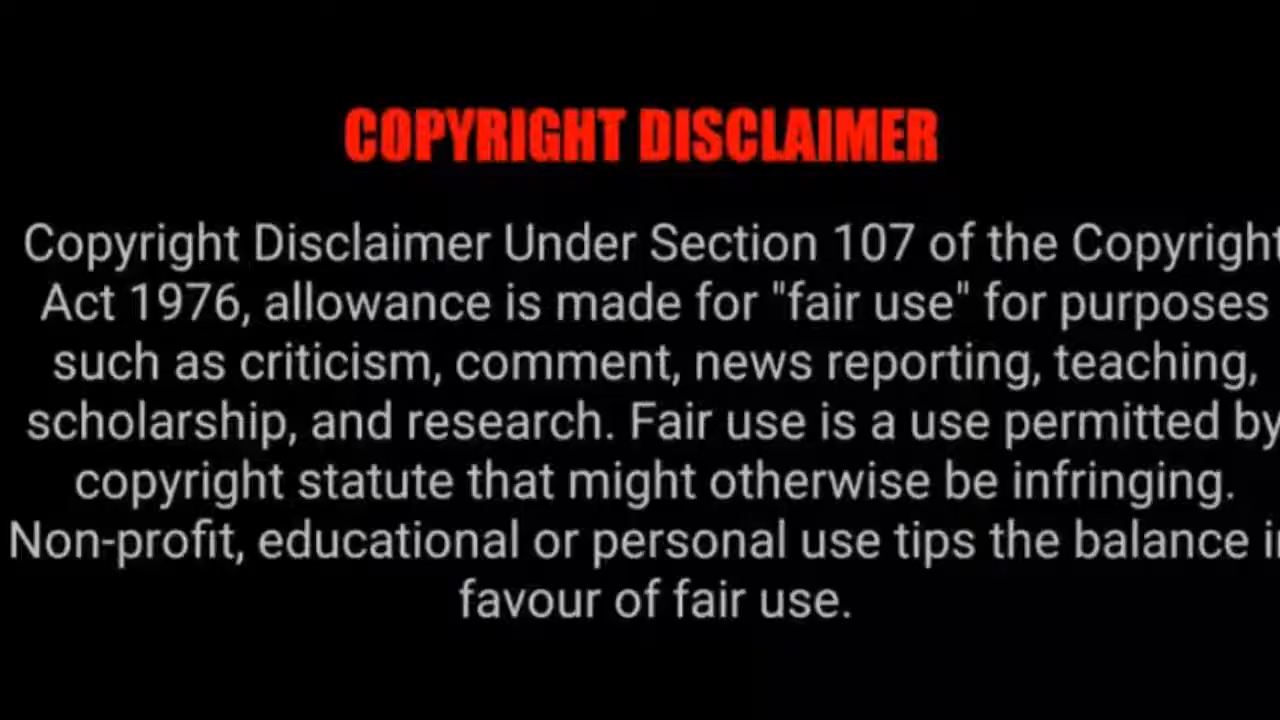 COPYRIGHT DISCLAIMER
Copyright Disclaimer Under Section 107 of the Copyright
Act 1976, allowance is made for "fair use" for purposes
such as criticism, comment, news reporting, teaching,
scholarship, and research. Fair use is a use permitted by
copyright statute that might otherwise be infringing.
Non-profit, educational or personal use tips the balance in
favour of fair use.